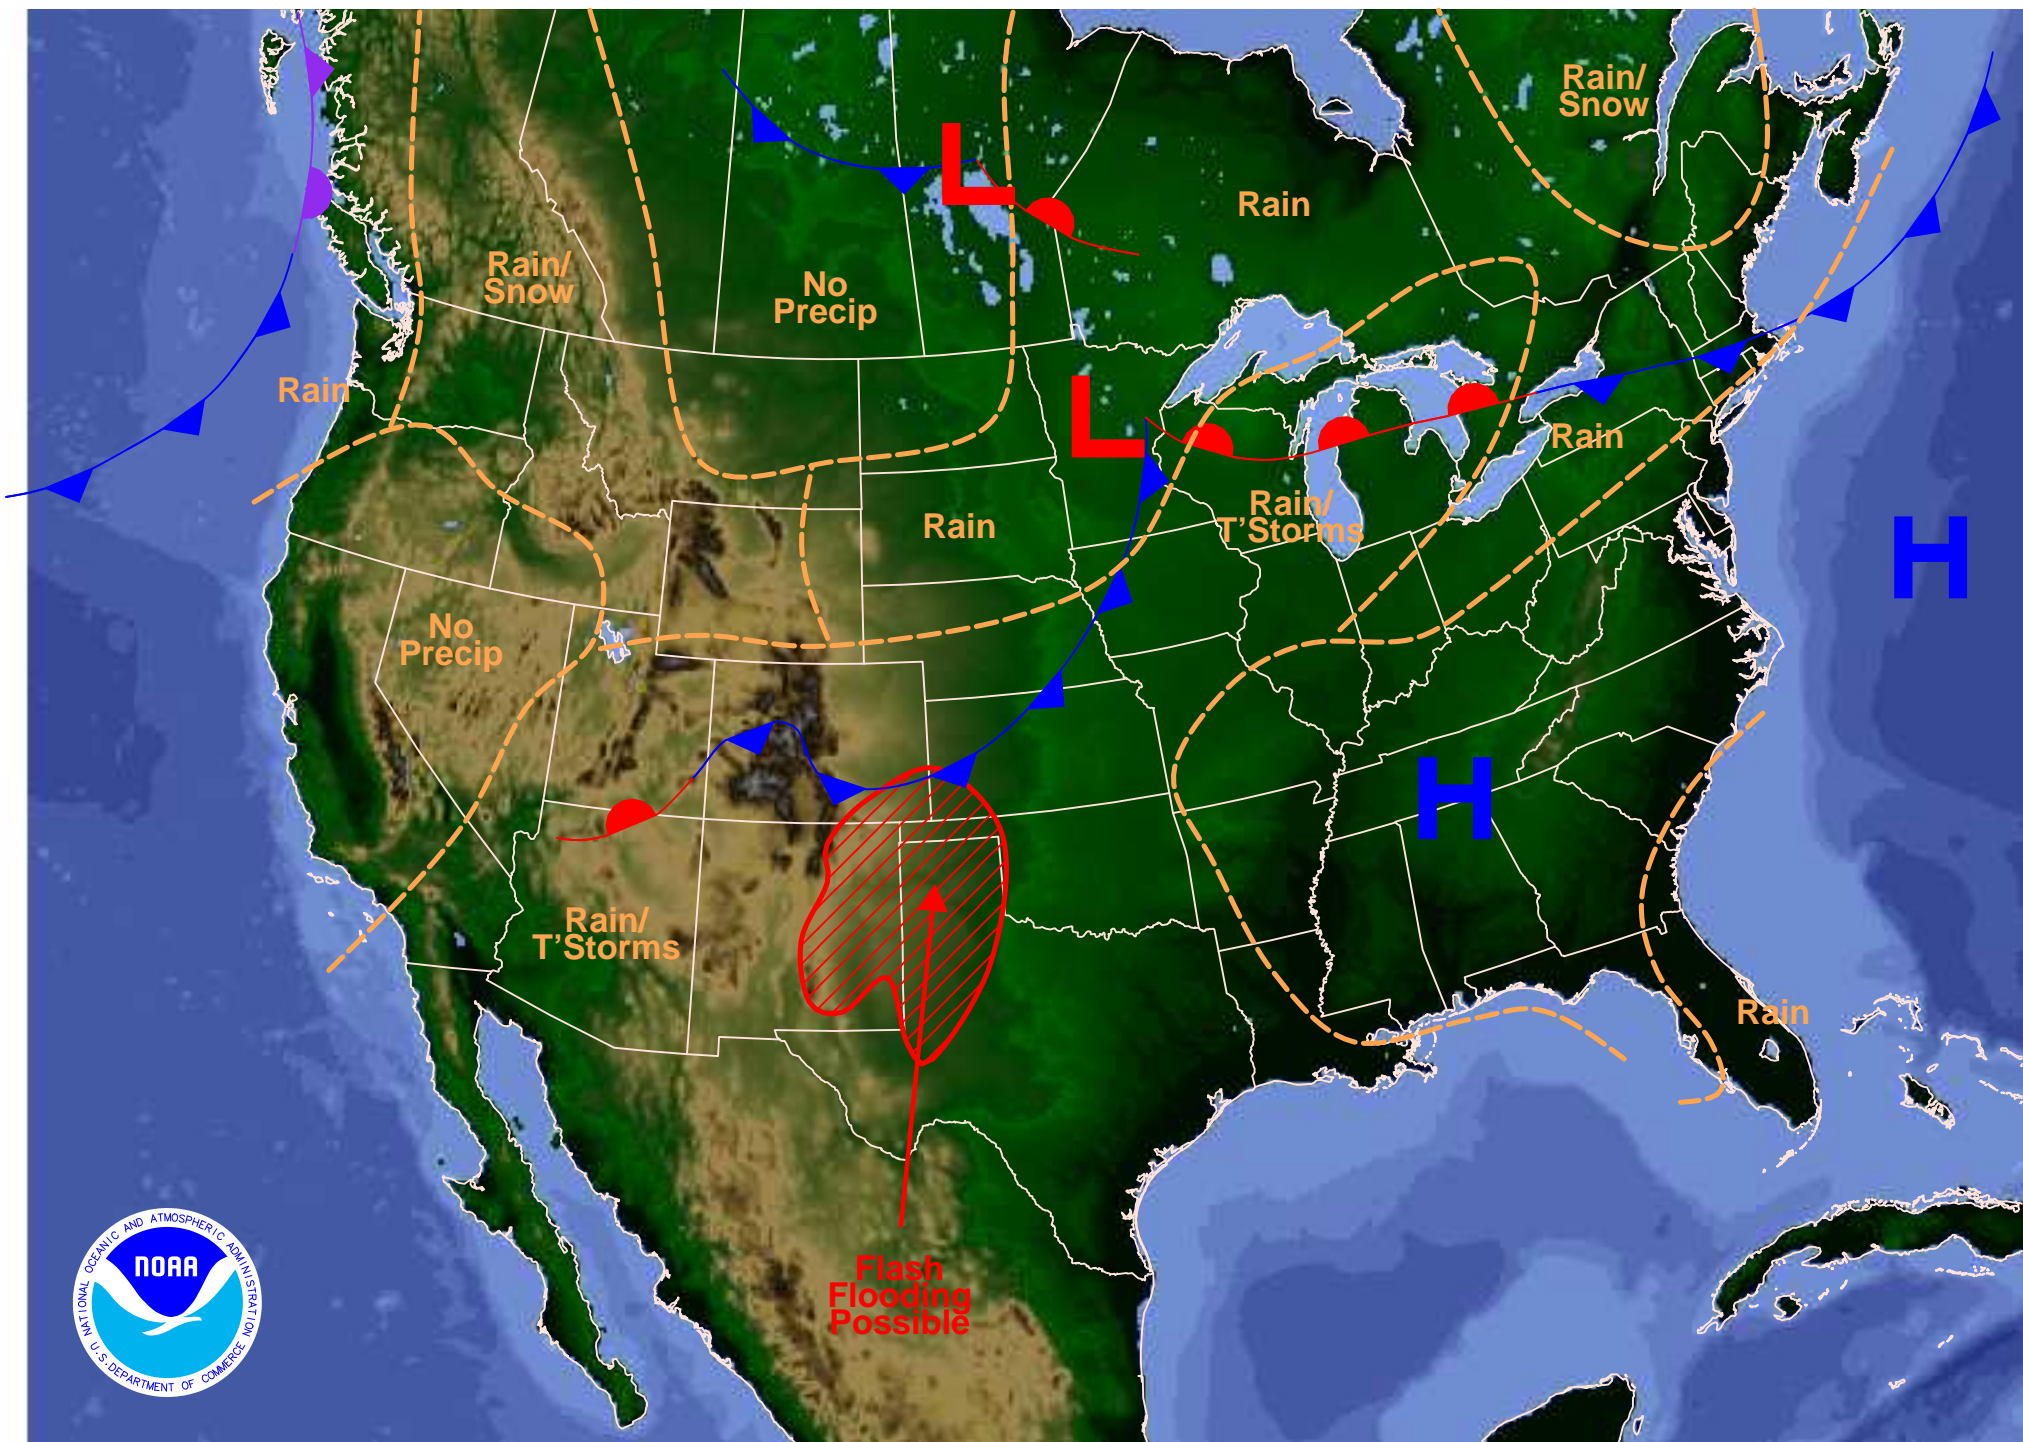 Rain/
Snow
L
Rain
Rain/
Snow
No
Precip
Rain
L
Rain
Rain/
T'Storms
Rain
H
No
Precip
H
Rain/
T'Storms
Rain
Flash
Flooding
Possible
NATIONAL OCEANIC AND ATMOSPHERIC ADMINISTRATION
NOAA
U.S. DEPARTMENT OF COMMERCE